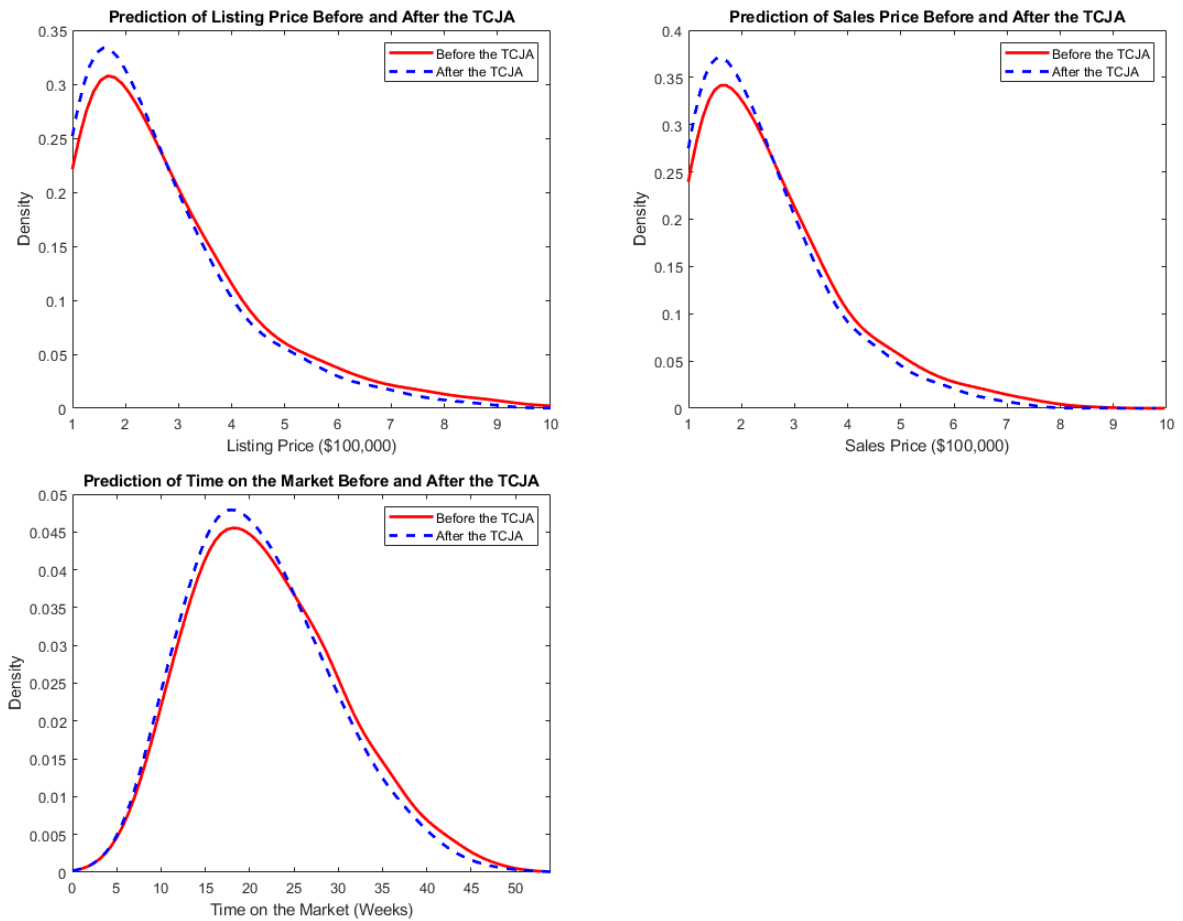 Prediction of Listing Price Before and After the TCJA
0.35
0.3
0.25
0.2
0.15
0.1
0.05
0
Density
Before the TCJA
After the TCJA
1 2 3 4 5 6 7 8 9 10
Listing Price ($100,000)
Prediction of Sales Price Before and After the TCJA
0.4
0.35
0.3
0.25
0.2
0.15
0.1
0.05
0
Density
Before the TCJA
After the TCJA
1 2 3 4 5 6 7 8 9 10
Sales Price ($100,000)
Prediction of Time on the Market Before and After the TCJA
0.05
0.045
0.04
0.035
0.03
0.025
0.02
0.015
0.01
0.005
0
Density
Before the TCJA
After the TCJA
0 5 10 15 20 25 30 35 40 45 50
Time on the Market (Weeks)